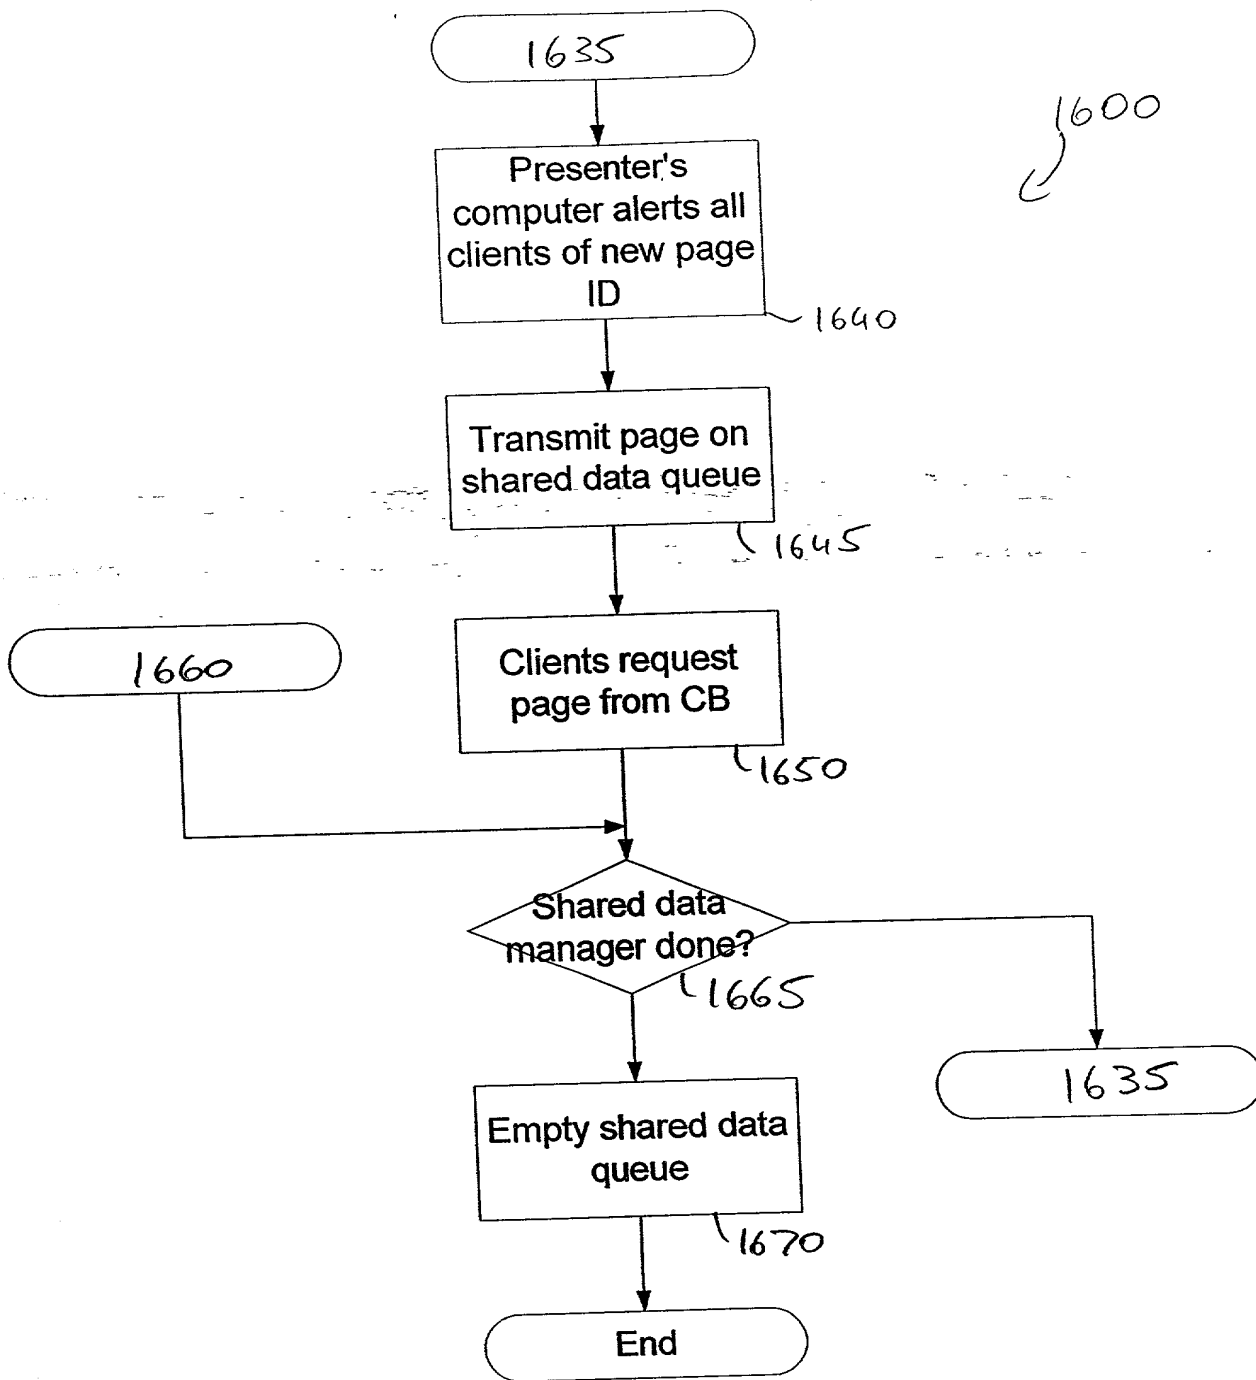 1635
1600
Presenter's
computer alerts all
clients of new page
ID
1640
Transmit page on
shared data queue
1645
1660
Clients request
page from CB
1650
Shared data
manager done?
1665
1635
Empty shared data
queue
1670
End